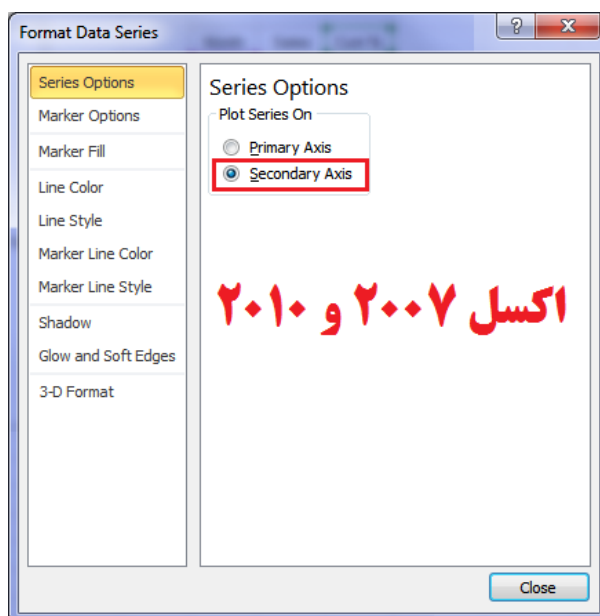 Format Data Series
Series Options
Marker Options
Marker Fill
Line Color
Line Style
Marker Line Color
Marker Line Style
Shadow
Glow and Soft Edges
3-D Format
Series Options
Plot Series On
Primary Axis
Secondary Axis
اکسل ۲۰۰۷ و ۲۰۱۰
Close